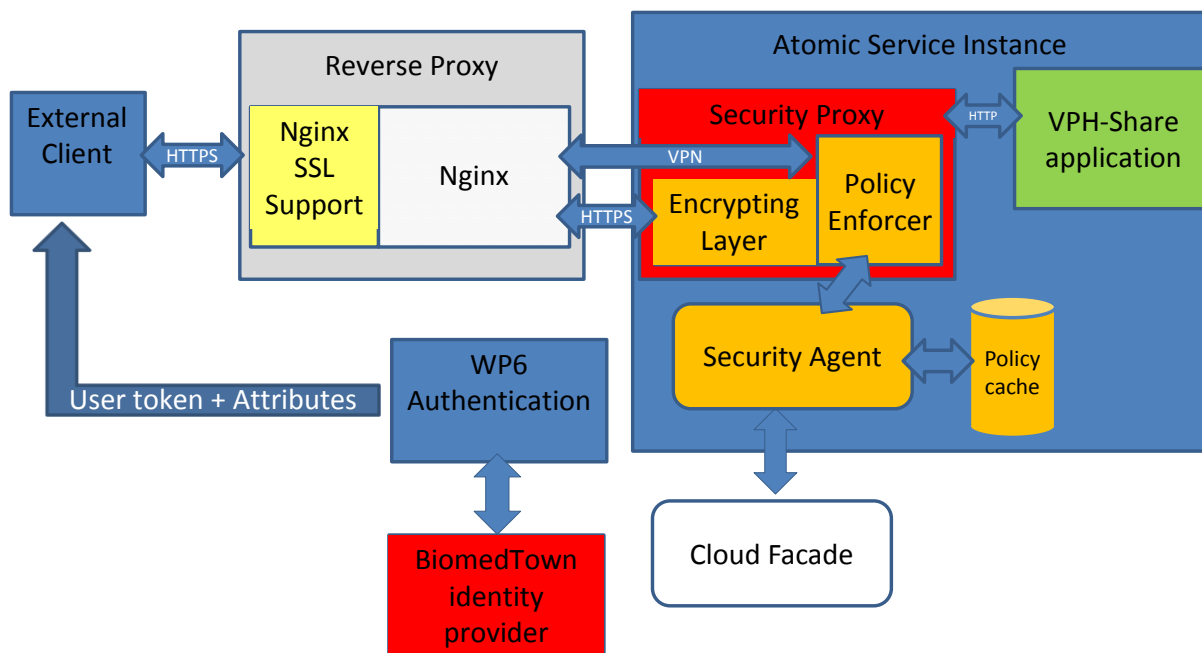 External
Client
HTTPS
Reverse Proxy
Nginx
SSL
Support
Nginx
VPN
HTTPS
Atomic Service Instance
Security Proxy
Encrypting
Layer
Policy
Enforcer
HTTP
VPH-Share
application
Security Agent
Policy
cache
User token + Attributes
WP6
Authentication
BiomedTown
identity
provider
Cloud Facade